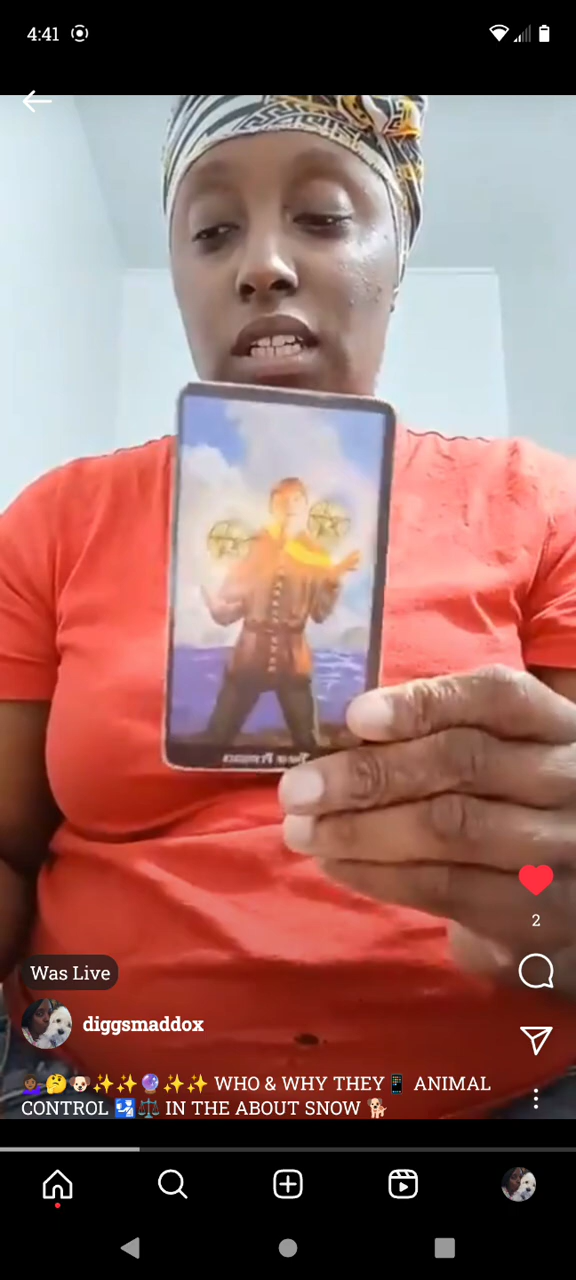 4:41
Was Live
diggsmaddox
💁🏾‍♀️🤔🐶✨✨🔮✨✨ WHO & WHY THEY📱 ANIMAL
CONTROL 🛂⚖️ IN THE ABOUT SNOW 🐕
2